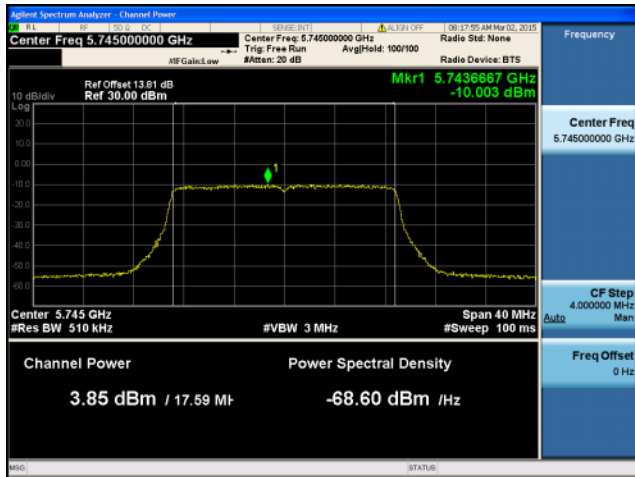 Agilent Spectrum Analyzer - Channel Power
RL RF 50 Ω DC SENSE:INT ALIGN OFF 08:17:55 AM Mar 02, 2015
Center Freq 5.745000000 GHz
Center Freq: 5.745000000 GHz
Radio Std: None
Trig: Free Run Avg|Hold: 100/100
#IFGain:Low #Atten: 20 dB Radio Device: BTS
Frequency
Mkr1 5.7436667 GHz
-10.003 dBm
Ref Offset 13.81 dB
10 dB/div Ref 30.00 dBm
Log
20.0
10.0
0.00
-10.0
-20.0
-30.0
-40.0
-50.0
-60.0
1
Center 5.745 GHz Span 40 MHz
#Res BW 510 kHz #VBW 3 MHz #Sweep 100 ms
Channel Power Power Spectral Density
3.85 dBm / 17.59 MH -68.60 dBm /Hz
Center Freq
5.745000000 GHz
CF Step
4.000000 MHz
Auto Man
Freq Offset
0 Hz
MSG STATUS